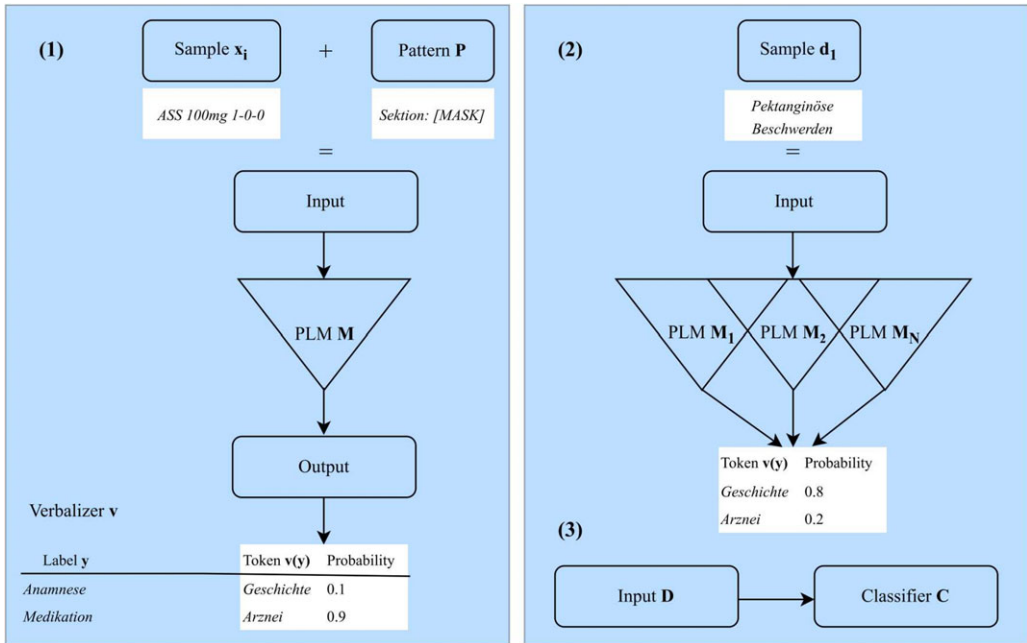 (1)
Sample xi
+
Pattern P
ASS 100mg 1-0-0
Sektion: [MASK]
=
Input
PLM M
Output
Verbalizer v
Label y
Token v(y) Probability
Anamnese
Geschichte 0.1
Medikation
Arznei 0.9
(2)
Sample d1
Pektanginöse
Beschwerden
=
Input
PLM M1
PLM M2
PLM MN
Token v(y) Probability
Geschichte 0.8
Arznei 0.2
(3)
Input D
Classifier C